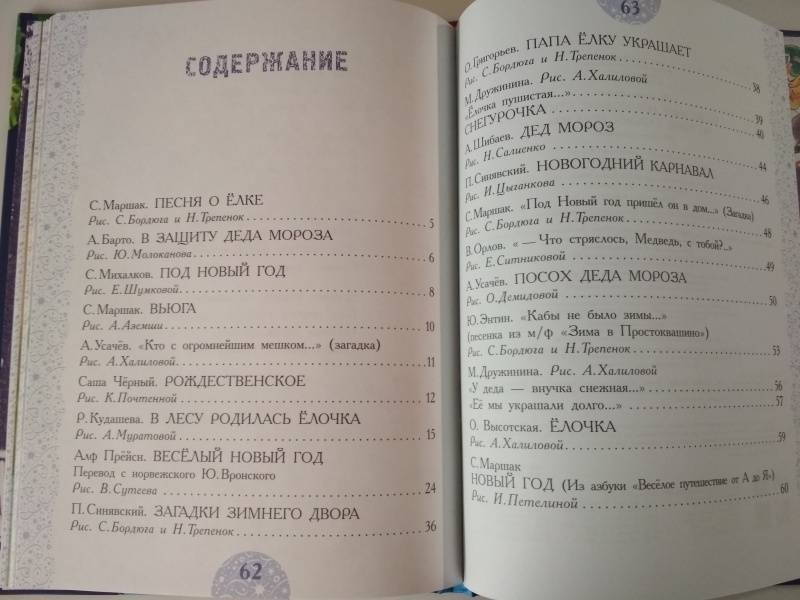 СОДЕРЖАНИЕ
С. Маршак. ПЕСНЯ О ЁЛКЕ
Рис. С. Бордюга и Н. Трепенок 5
А. Барто. В ЗАЩИТУ ДЕДА МОРОЗА
Рис. Ю. Молоканова 6
С. Михалков. ПОД НОВЫЙ ГОД
Рис. Е. Шумковой 8
С. Маршак. ВЬЮГА
Рис. А. Аземши 10
А. Усачёв. «Кто с огромнейшим мешком...» (загадка)
Рис. А. Халиловой 11
Саша Чёрный. РОЖДЕСТВЕНСКОЕ
Рис. К. Почтенной 12
Р. Кудашева. В ЛЕСУ РОДИЛАСЬ ЁЛОЧКА
Рис. А. Муратовой 15
Алф Прёйсн. ВЕСЁЛЫЙ НОВЫЙ ГОД
Перевод с норвежского Ю. Вронского
Рис. В. Сутеева 24
П. Синявский. ЗАГАДКИ ЗИМНЕГО ДВОРА
Рис. С. Бордюга и Н. Трепенок 36
62
63
О. Григорьев. ПАПА ЁЛКУ УКРАШАЕТ
Рис. С. Бордюга и Н. Трепенок 38
М. Дружинина. Рис. А. Халиловой
«Ёлочка пушистая...» 39
СНЕГУРОЧКА 40
А. Шибаев. ДЕД МОРОЗ
Рис. Н. Салиенко 44
П. Синявский. НОВОГОДНИЙ КАРНАВАЛ
Рис. И. Цыганкова 46
С. Маршак. «Под Новый год пришёл он в дом...» (Загадка)
Рис. С. Бордюга и Н. Трепенок 48
В. Орлов. «— Что стряслось, Медведь, с тобой?..»
Рис. Е. Ситниковой 49
А. Усачёв. ПОСОХ ДЕДА МОРОЗА
Рис. О. Демидовой 50
Ю. Энтин. «Кабы не было зимы...»
(песенка из м/ф «Зима в Простоквашино»)
Рис. С. Бордюга и Н. Трепенок 53
М. Дружинина. Рис. А. Халиловой
«У деда — внучка снежная...» 56
«Её мы украшали долго...» 57
О. Высотская. ЁЛОЧКА
Рис. А. Халиловой 59
С. Маршак
НОВЫЙ ГОД (Из азбуки «Весёлое путешествие от А до Я»)
Рис. И. Петелиной 60